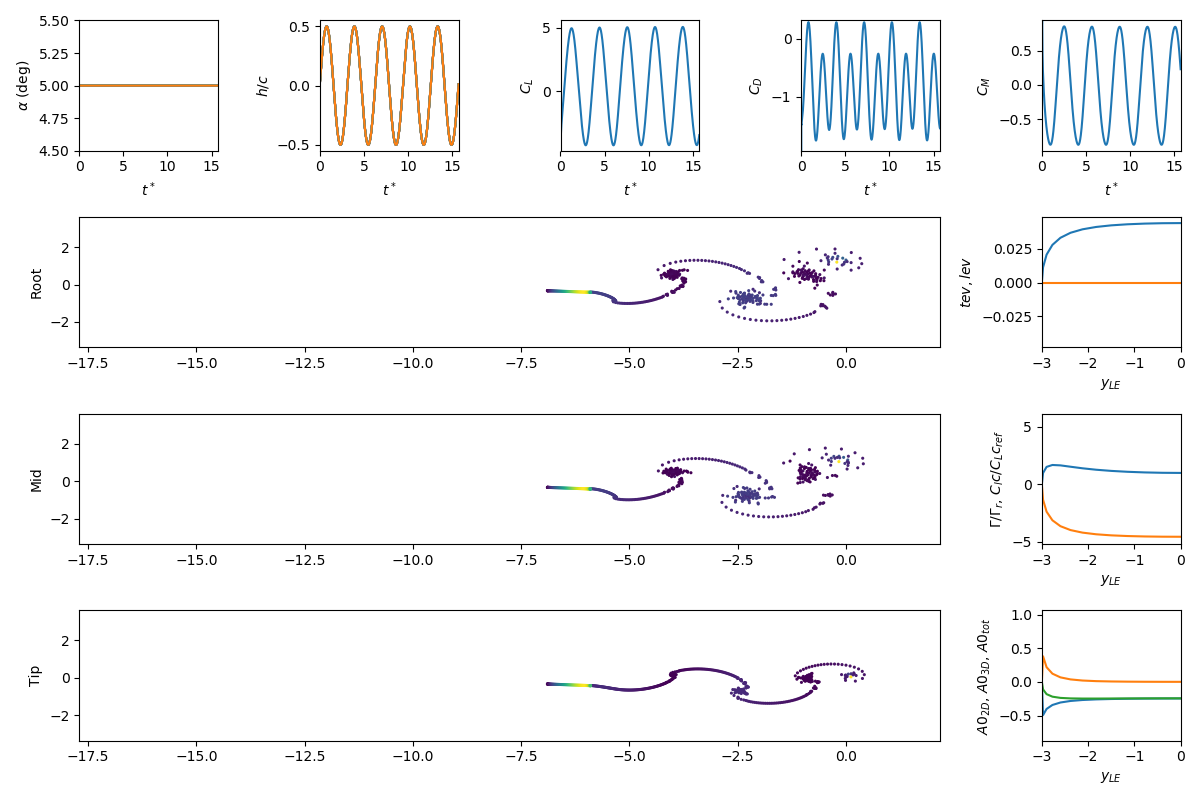 5.50
5.25
5.00
4.75
4.50
α (deg)
0 5 10 15
t*
0.5
0.0
−0.5
h/c
0 5 10 15
t*
5
0
C_L
0 5 10 15
t*
0
−1
C_D
0 5 10 15
t*
0.5
0.0
−0.5
C_M
0 5 10 15
t*
2
0
−2
Root
−17.5 −15.0 −12.5 −10.0 −7.5 −5.0 −2.5 0.0
0.025
0.000
−0.025
tev, lev
−3 −2 −1 0
y_LE
2
0
−2
Mid
−17.5 −15.0 −12.5 −10.0 −7.5 −5.0 −2.5 0.0
5
0
−5
Γ/Γ_r, C_l c/C_L c_ref
−3 −2 −1 0
y_LE
2
0
−2
Tip
−17.5 −15.0 −12.5 −10.0 −7.5 −5.0 −2.5 0.0
1.0
0.5
0.0
−0.5
A0_2D, A0_3D, A0_tot
−3 −2 −1 0
y_LE